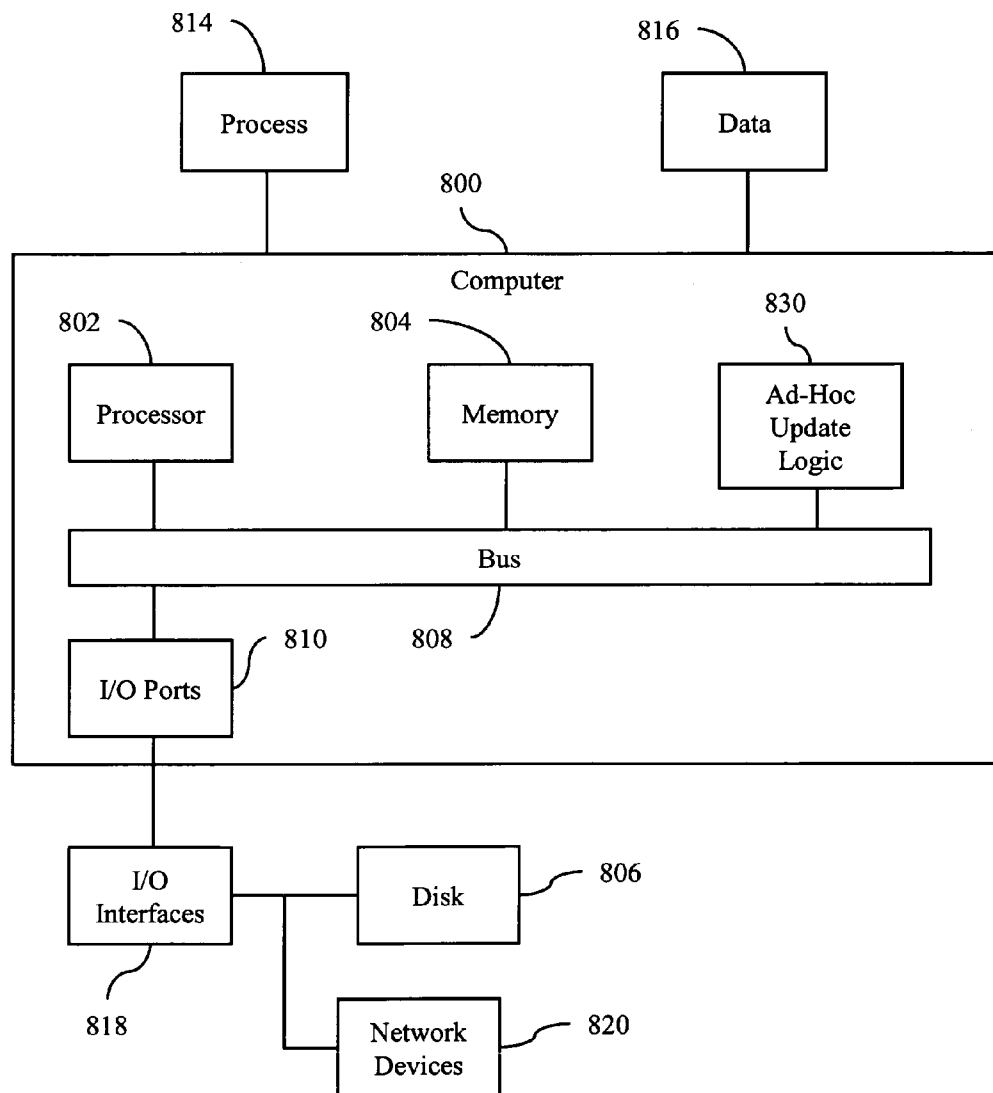 814
816
Process
Data
800
Computer
802
804
830
Processor
Memory
Ad-Hoc
Update
Logic
Bus
808
810
I/O Ports
I/O
Interfaces
Disk
806
818
Network
Devices
820